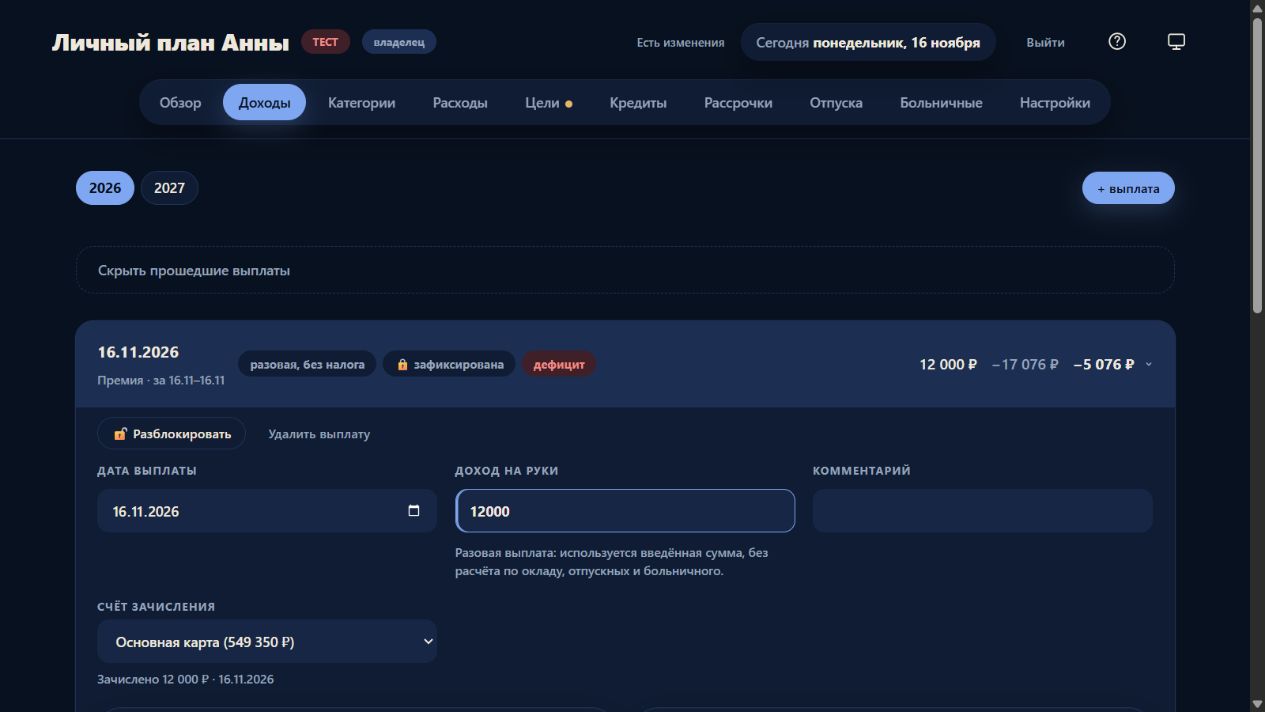 Личный план Анны ТЕСТ владелец Есть изменения Сегодня понедельник, 16 ноября Выйти
Обзор Доходы Категории Расходы Цели Кредиты Рассрочки Отпуска Больничные Настройки
2026 2027 + выплата
Скрыть прошедшие выплаты
16.11.2026
Премия · за 16.11–16.11
разовая, без налога зафиксирована дефицит 12 000 ₽ −17 076 ₽ −5 076 ₽
Разблокировать Удалить выплату
ДАТА ВЫПЛАТЫ ДОХОД НА РУКИ КОММЕНТАРИЙ
16.11.2026 12000
Разовая выплата: используется введённая сумма, без
расчёта по окладу, отпускных и больничного.
СЧЁТ ЗАЧИСЛЕНИЯ
Основная карта (549 350 ₽)
Зачислено 12 000 ₽ · 16.11.2026